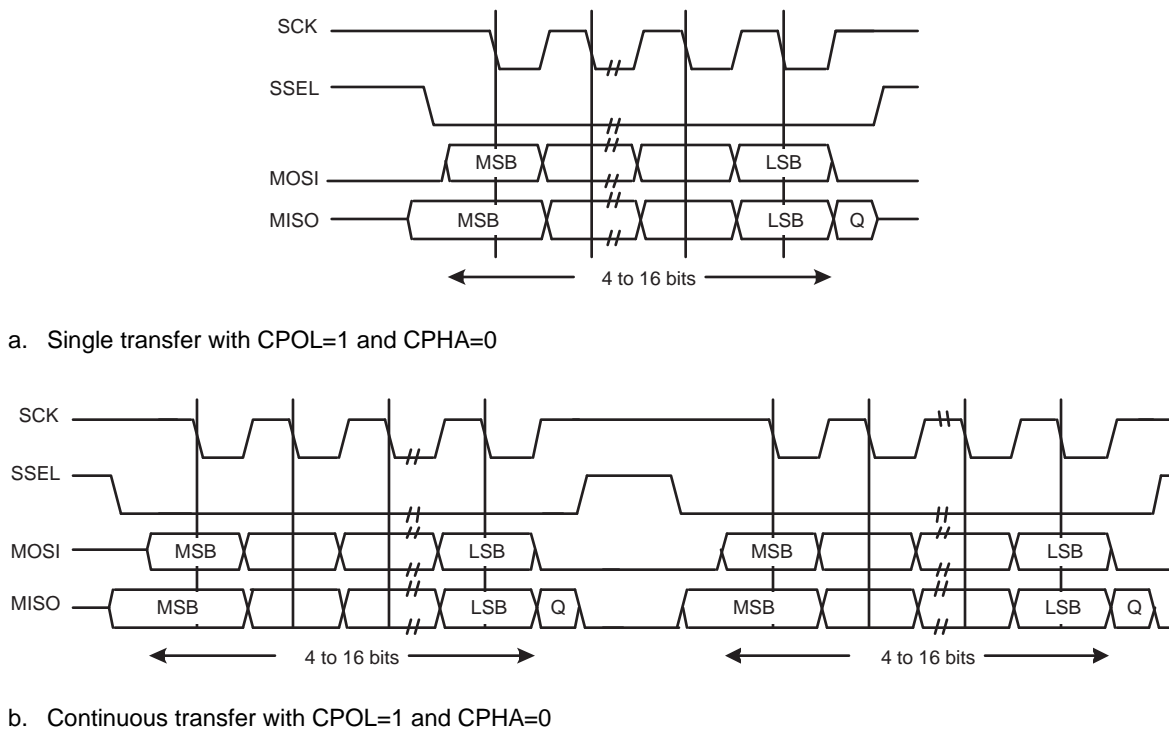 SCK
SSEL
MOSI MSB LSB
MISO MSB LSB Q
4 to 16 bits
a. Single transfer with CPOL=1 and CPHA=0
SCK
SSEL
MOSI MSB LSB MSB LSB
MISO MSB LSB Q MSB LSB Q
4 to 16 bits 4 to 16 bits
b. Continuous transfer with CPOL=1 and CPHA=0